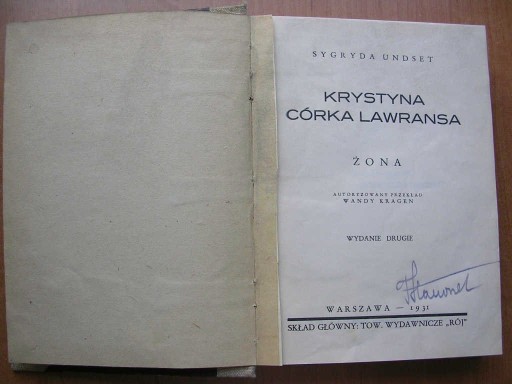 SYGRYDA UNDSET
KRYSTYNA
CÓRKA LAWRANSA
ŻONA
AUTORYZOWANY PRZEKŁAD
WANDY KRAGEN
WYDANIE DRUGIE
WARSZAWA — 1931
SKŁAD GŁÓWNY: TOW. WYDAWNICZE „RÓJ”